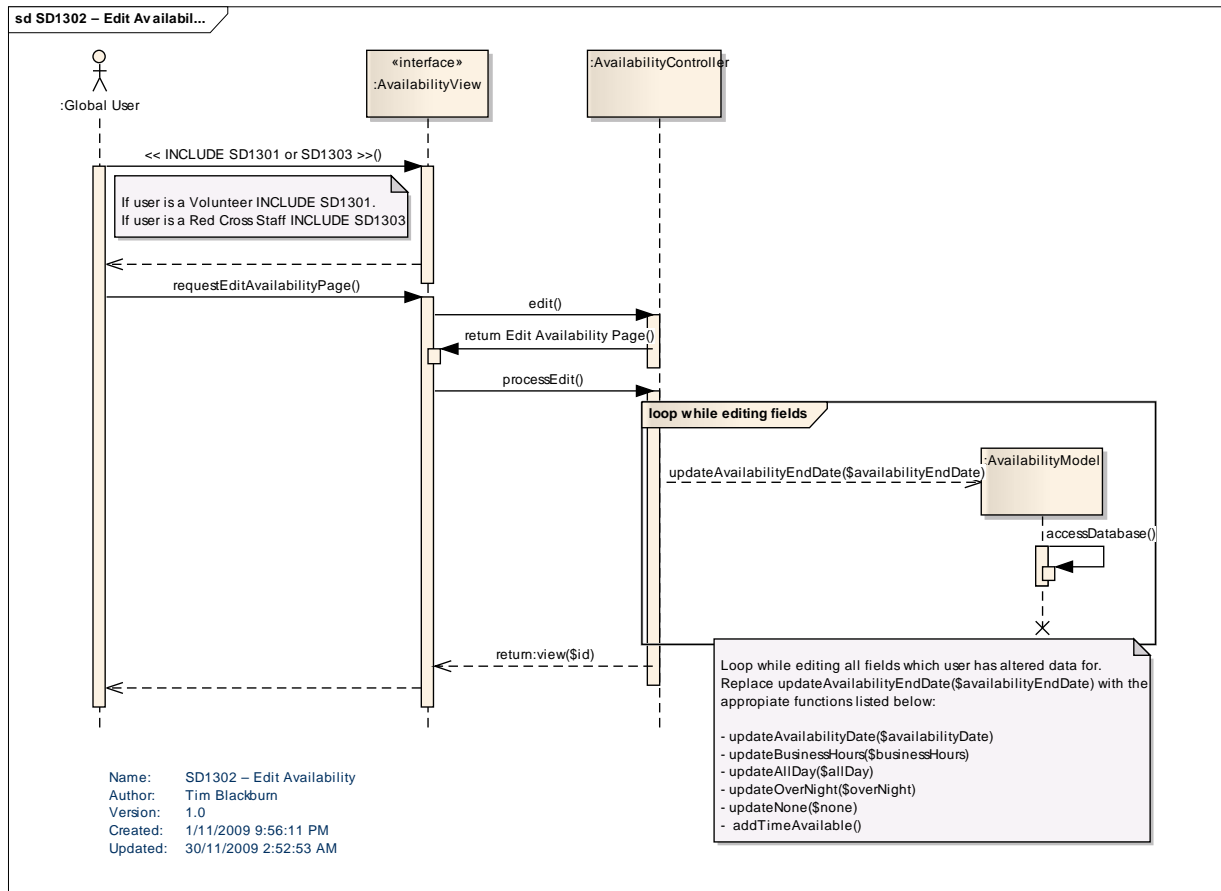 sd SD1302 – Edit Availabil...
«interface»
:AvailabilityView
:AvailabilityController
:Global User
<< INCLUDE SD1301 or SD1303 >>()
If user is a Volunteer INCLUDE SD1301.
If user is a Red Cross Staff INCLUDE SD1303
requestEditAvailabilityPage()
edit()
return Edit Availability Page()
processEdit()
loop while editing fields
:AvailabilityModel
updateAvailabilityEndDate($availabilityEndDate)
accessDatabase()
return:view($id)
Loop while editing all fields which user has altered data for.
Replace updateAvailabilityEndDate($availabilityEndDate) with the
appropiate functions listed below:
- updateAvailabilityDate($availabilityDate)
- updateBusinessHours($businessHours)
- updateAllDay($allDay)
- updateOverNight($overNight)
- updateNone($none)
- addTimeAvailable()
Name: SD1302 – Edit Availability
Author: Tim Blackburn
Version: 1.0
Created: 1/11/2009 9:56:11 PM
Updated: 30/11/2009 2:52:53 AM